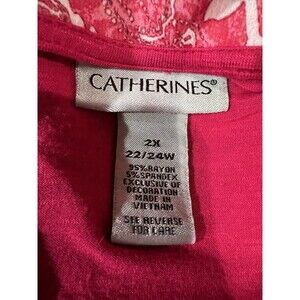 CATHERINES®
2X
22/24W
95% RAYON
5% SPANDEX
EXCLUSIVE OF
DECORATION
MADE IN
VIETNAM
SEE REVERSE
FOR CARE